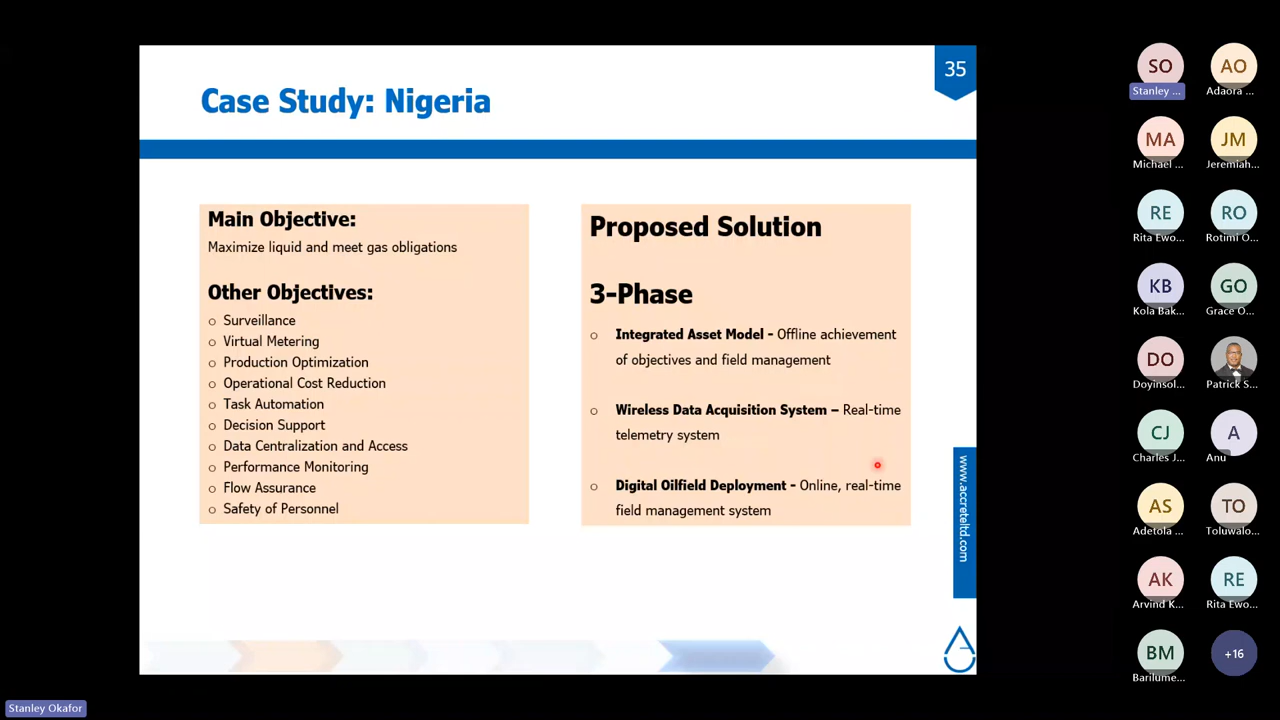 35
Case Study: Nigeria
Main Objective:
Maximize liquid and meet gas obligations
Other Objectives:
o Surveillance
o Virtual Metering
o Production Optimization
o Operational Cost Reduction
o Task Automation
o Decision Support
o Data Centralization and Access
o Performance Monitoring
o Flow Assurance
o Safety of Personnel
Proposed Solution
3-Phase
o Integrated Asset Model - Offline achievement
of objectives and field management
o Wireless Data Acquisition System – Real-time
telemetry system
o Digital Oilfield Deployment - Online, real-time
field management system
www.accreteltd.com
SO AO
Stanley ... Adaora ...
MA JM
Michael ... Jeremiah...
RE RO
Rita Ewo... Rotimi O...
KB GO
Kola Bak... Grace O...
DO
Doyinsol... Patrick S...
CJ A
Charles J... Anu
AS TO
Adetola ... Toluwalo...
AK RE
Arvind K... Rita Ewo...
BM +16
Barilume...
Stanley Okafor